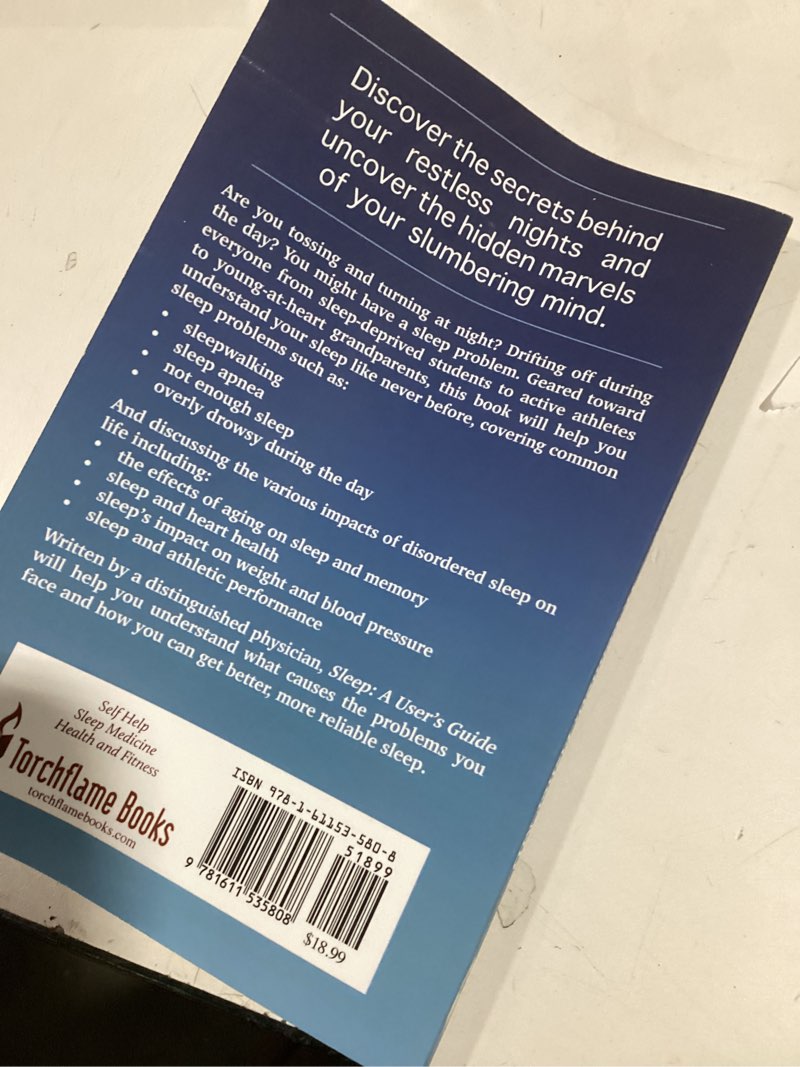 Discover the secrets behind
your restless nights and
uncover the hidden marvels
of your slumbering mind.
Are you tossing and turning at night? Drifting off during
the day? You might have a sleep problem. Geared toward
everyone from sleep-deprived students to active athletes
to young-at-heart grandparents, this book will help you
understand your sleep like never before, covering common
sleep problems such as:
• sleepwalking
• sleep apnea
• not enough sleep
• overly drowsy during the day
And discussing the various impacts of disordered sleep on
life including:
• the effects of aging on sleep and memory
• sleep and heart health
• sleep's impact on weight and blood pressure
• sleep and athletic performance
Written by a distinguished physician, Sleep: A User's Guide
will help you understand what causes the problems you
face and how you can get better, more reliable sleep.
Self Help
Sleep Medicine
Health and Fitness
Torchflame Books
torchflamebooks.com
ISBN 978-1-61153-580-8
51899
9 781611 535808
$18.99